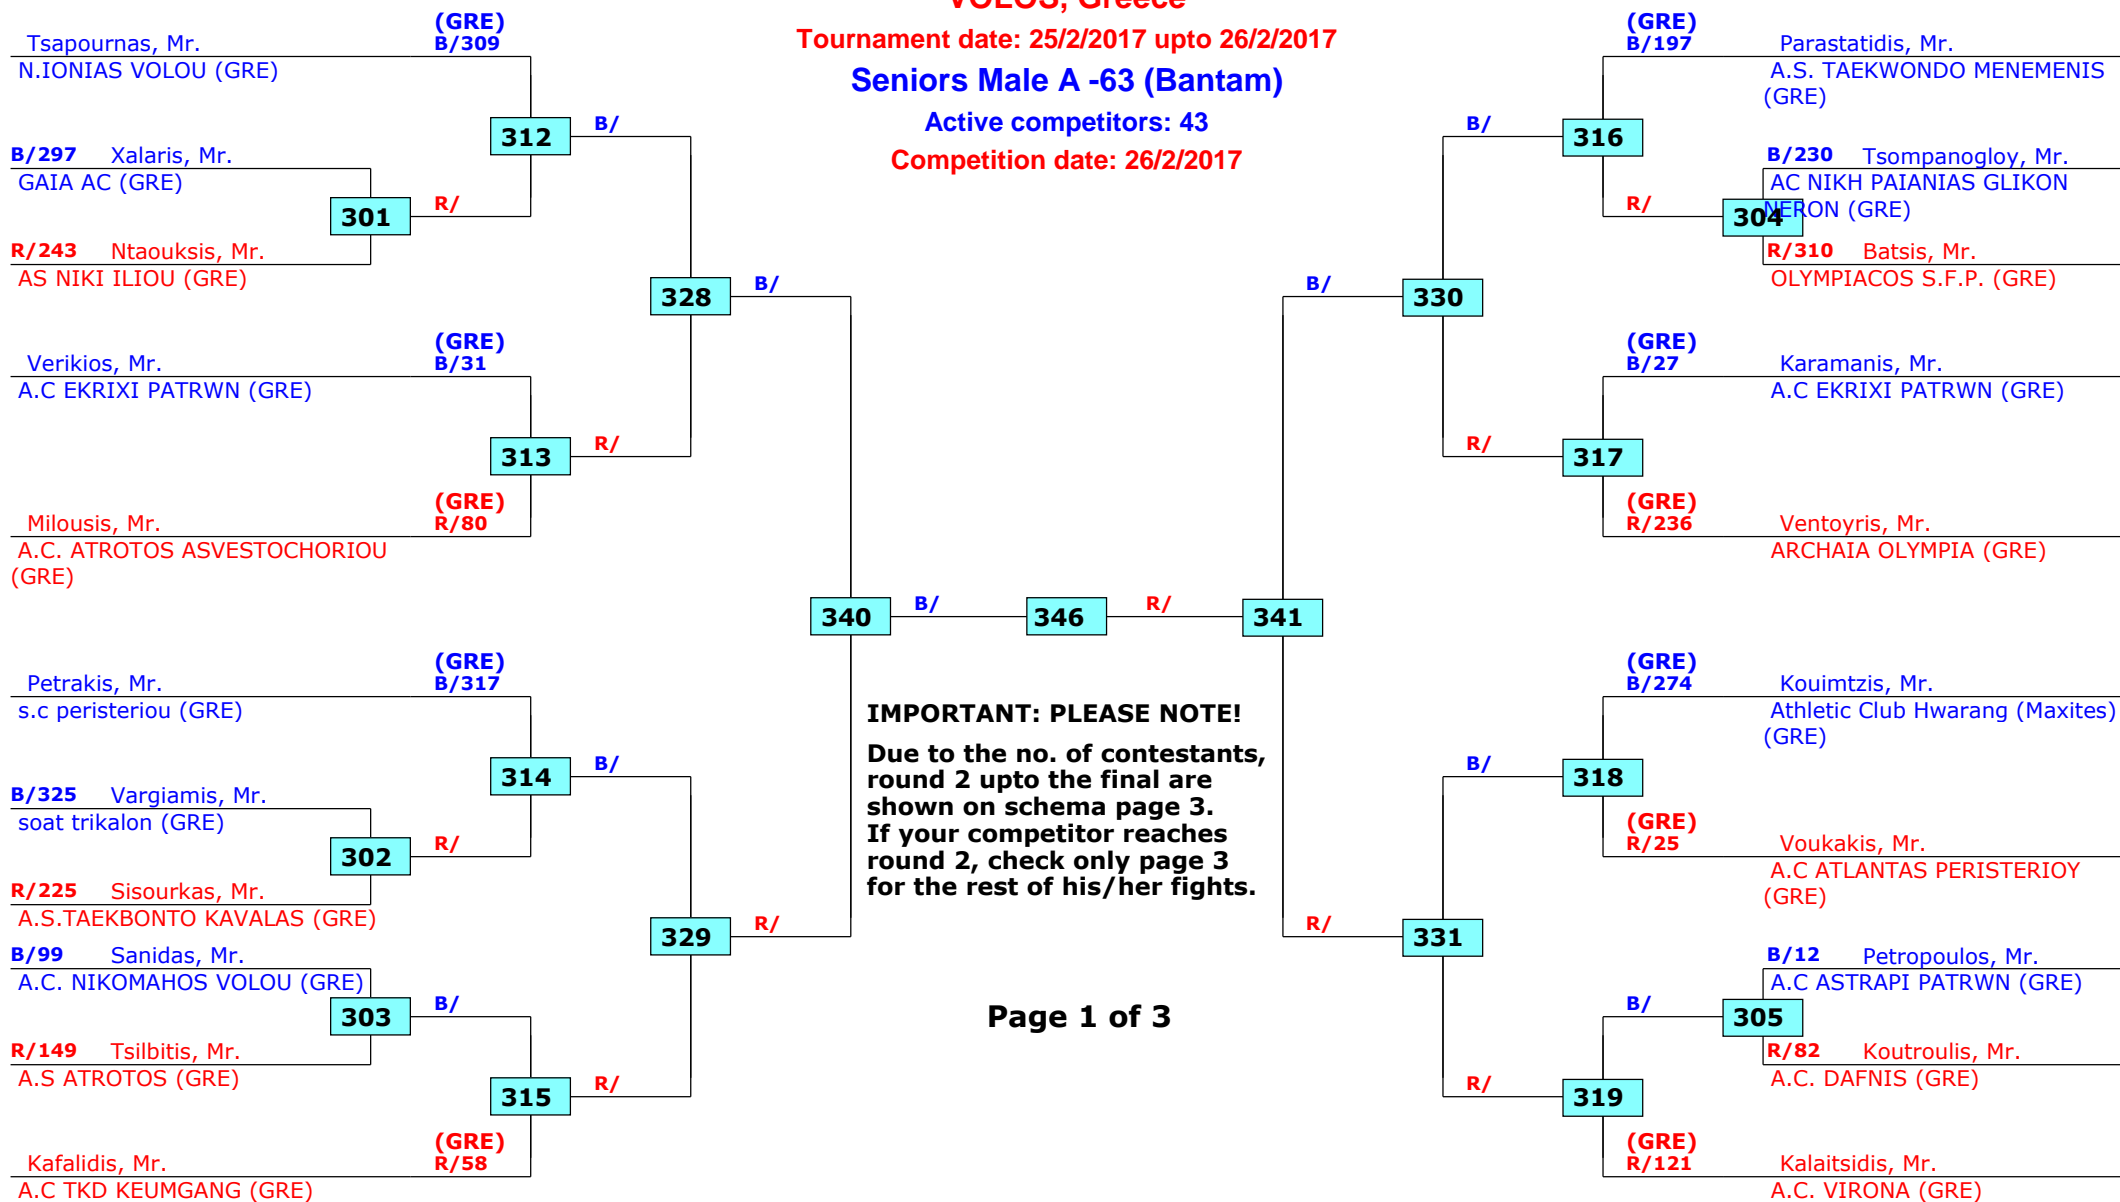 VOLOS, Greece
Tournament date: 25/2/2017 upto 26/2/2017
Seniors Male A -63 (Bantam)
Active competitors: 43
Competition date: 26/2/2017
(GRE)
Tsapournas, Mr. B/309
N.IONIAS VOLOU (GRE)
312
B/
B/297 Xalaris, Mr.
GAIA AC (GRE)
301
R/
R/243 Ntaouksis, Mr.
AS NIKI ILIOU (GRE)
328
B/
(GRE)
Verikios, Mr. B/31
A.C EKRIXI PATRWN (GRE)
313
R/
(GRE)
Milousis, Mr. R/80
A.C. ATROTOS ASVESTOCHORIOU
(GRE)
340
B/
346
R/
341
(GRE)
Petrakis, Mr. B/317
s.c peristeriou (GRE)
314
B/
B/325 Vargiamis, Mr.
soat trikalon (GRE)
302
R/
R/225 Sisourkas, Mr.
A.S.TAEKBONTO KAVALAS (GRE)
329
R/
B/99 Sanidas, Mr.
A.C. NIKOMAHOS VOLOU (GRE)
303
B/
R/149 Tsilbitis, Mr.
A.S ATROTOS (GRE)
315
R/
(GRE)
Kafalidis, Mr. R/58
A.C TKD KEUMGANG (GRE)
IMPORTANT: PLEASE NOTE!
Due to the no. of contestants,
round 2 upto the final are
shown on schema page 3.
If your competitor reaches
round 2, check only page 3
for the rest of his/her fights.
Page 1 of 3
(GRE)
B/197 Parastatidis, Mr.
A.S. TAEKWONDO MENEMENIS
(GRE)
B/
316
B/230 Tsompanogloy, Mr.
AC NIKH PAIANIAS GLIKON
NERON (GRE)
R/
304
R/310 Batsis, Mr.
OLYMPIACOS S.F.P. (GRE)
B/
330
(GRE)
B/27 Karamanis, Mr.
A.C EKRIXI PATRWN (GRE)
R/
317
(GRE)
R/236 Ventoyris, Mr.
ARCHAIA OLYMPIA (GRE)
(GRE)
B/274 Kouimtzis, Mr.
Athletic Club Hwarang (Maxites)
(GRE)
B/
318
(GRE)
R/25 Voukakis, Mr.
A.C ATLANTAS PERISTERIOY
(GRE)
R/
331
B/12 Petropoulos, Mr.
A.C ASTRAPI PATRWN (GRE)
B/
305
R/82 Koutroulis, Mr.
A.C. DAFNIS (GRE)
R/
319
(GRE)
R/121 Kalaitsidis, Mr.
A.C. VIRONA (GRE)